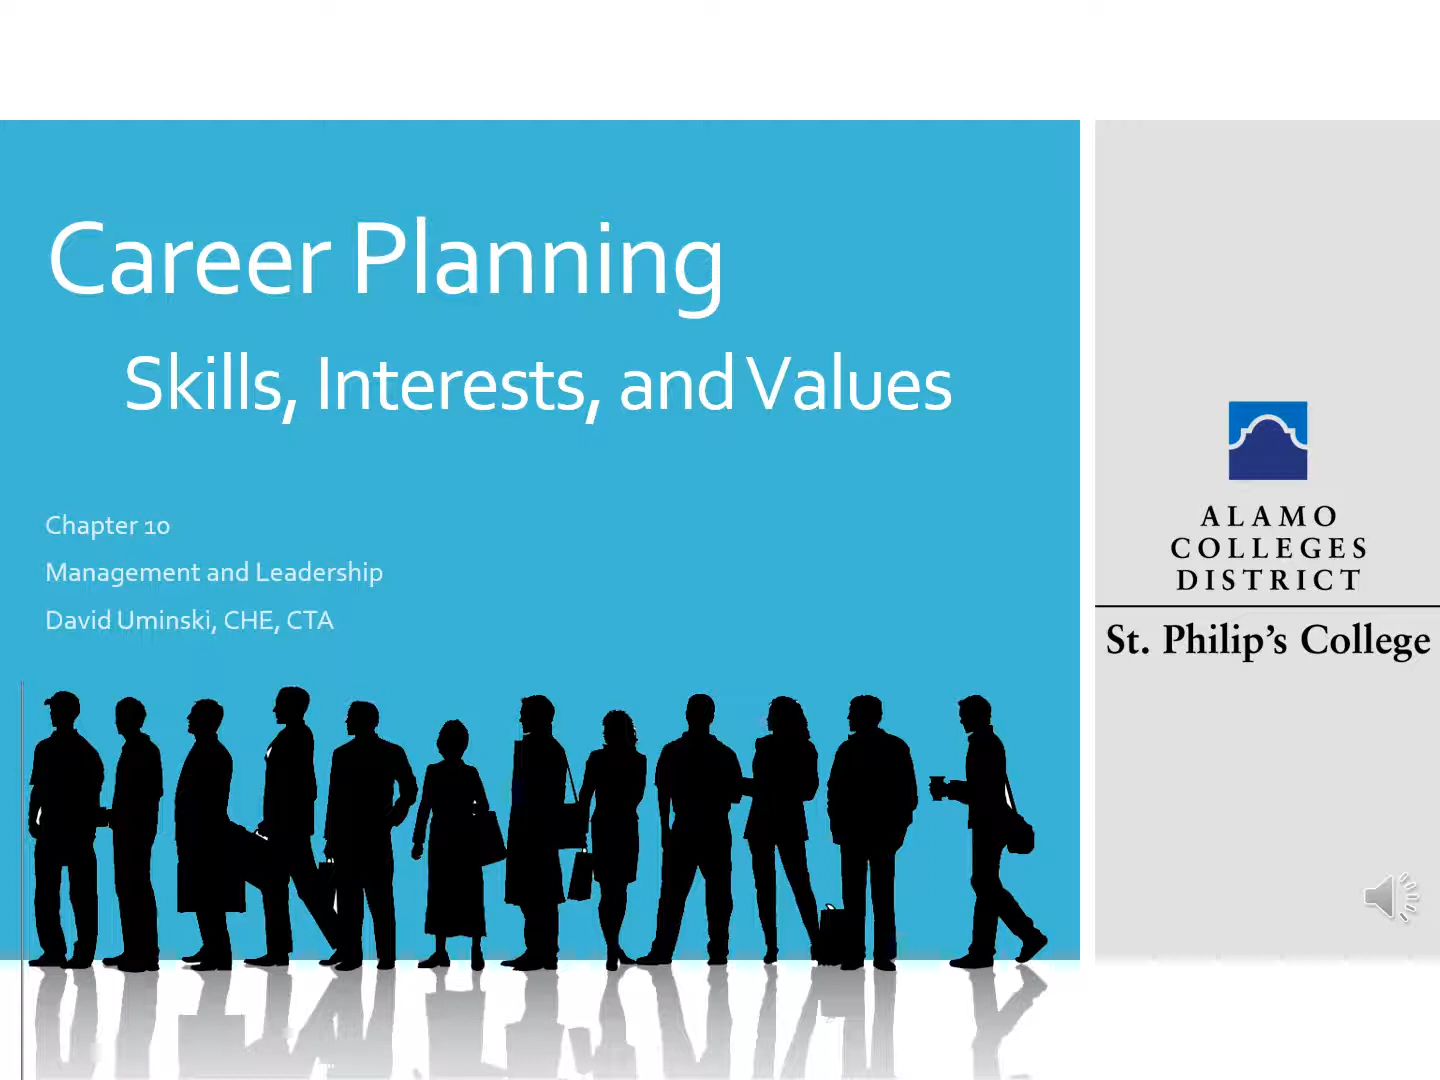 Career Planning
Skills, Interests, and Values
Chapter 10
Management and Leadership
David Uminski, CHE, CTA
ALAMO
COLLEGES
DISTRICT
St. Philip’s College